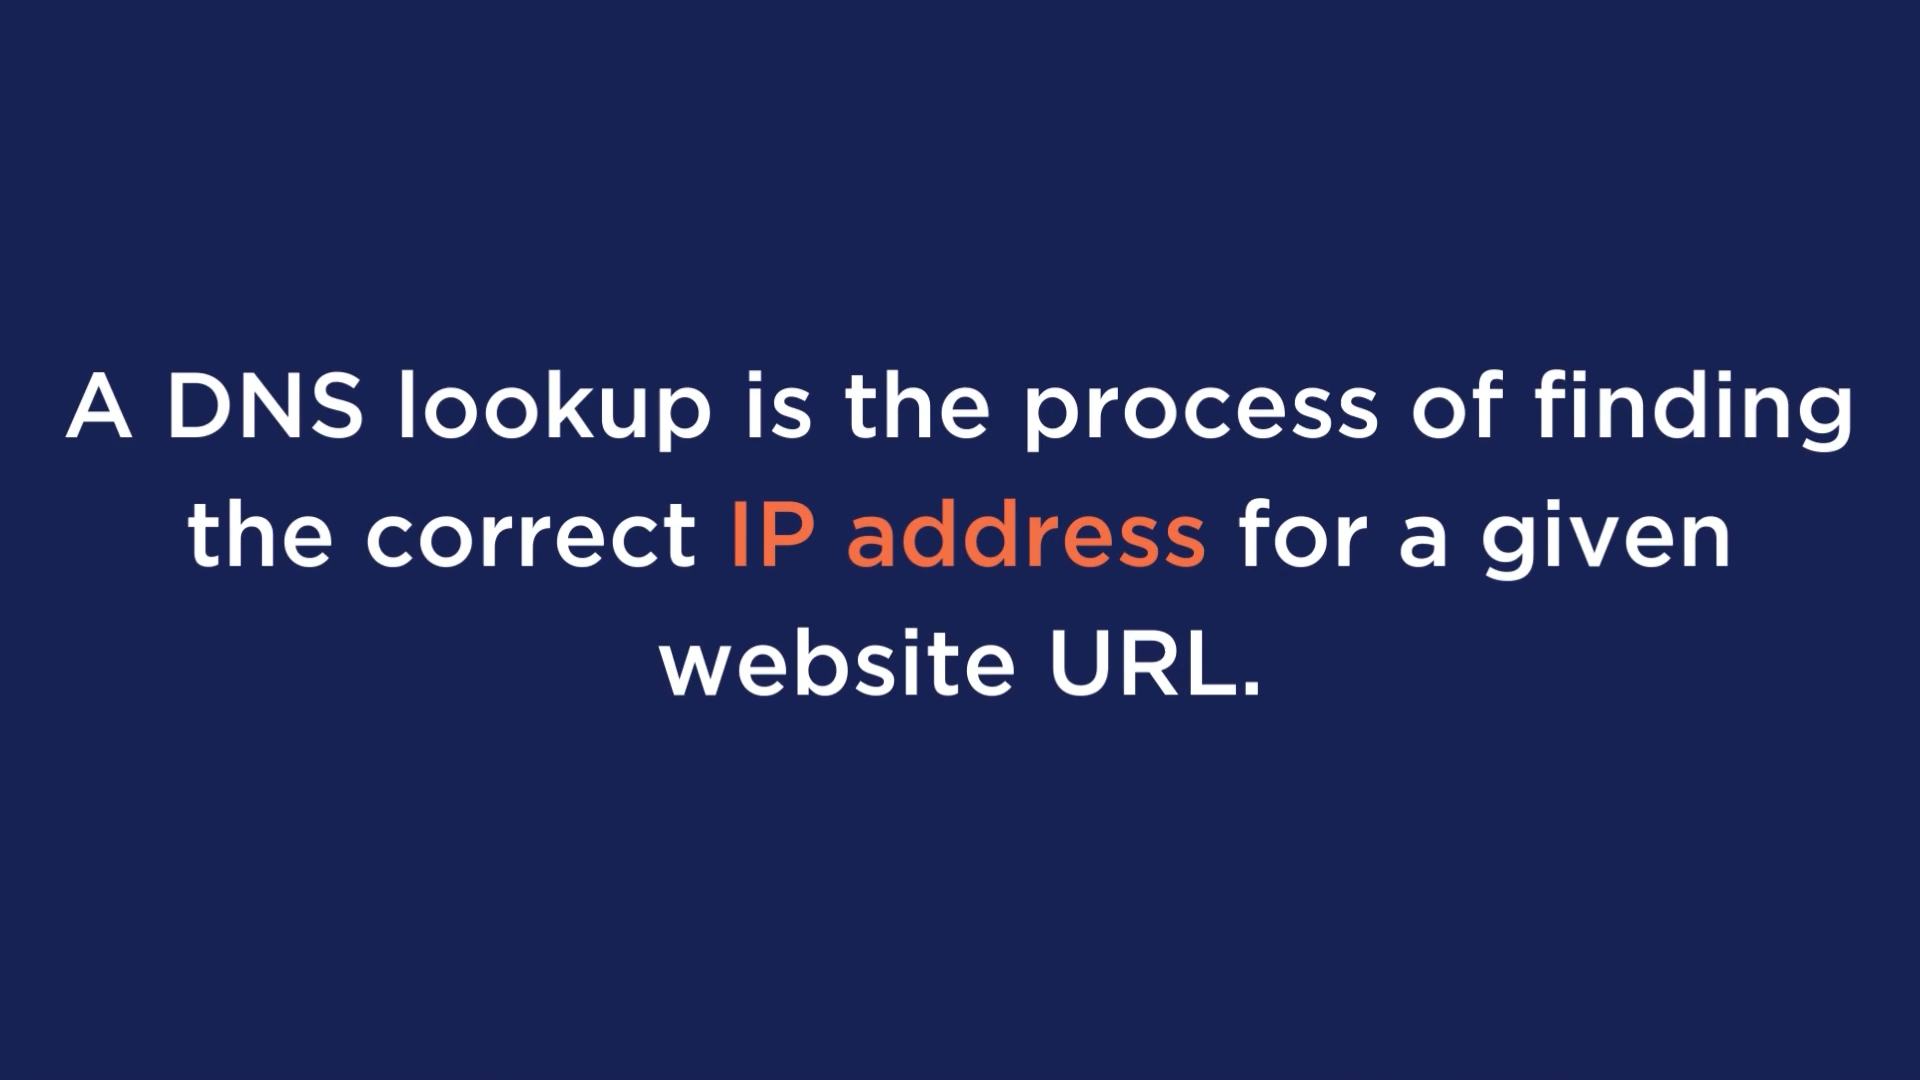 A DNS lookup is the process of finding
the correct IP address for a given
website URL.